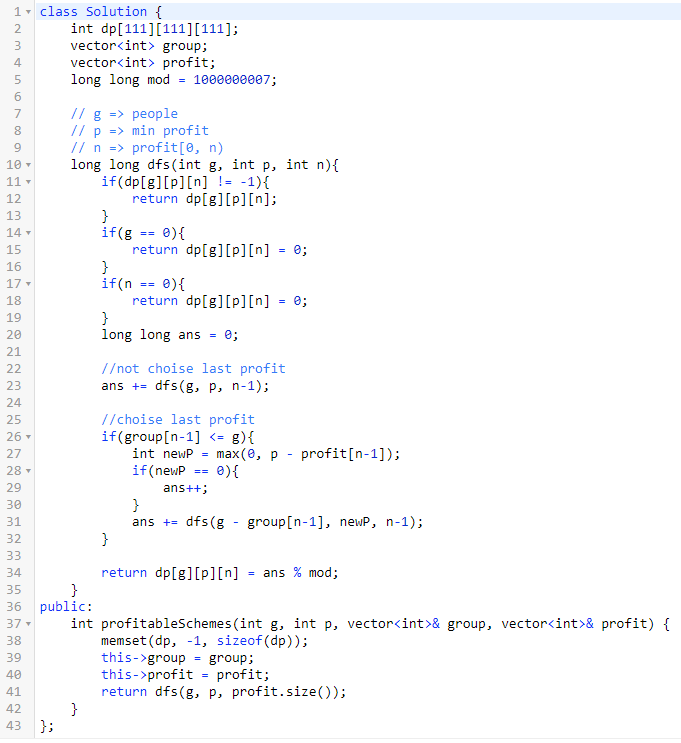 1 class Solution {
2     int dp[111][111][111];
3     vector<int> group;
4     vector<int> profit;
5     long long mod = 1000000007;
6
7     // g => people
8     // p => min profit
9     // n => profit[0, n)
10     long long dfs(int g, int p, int n){
11         if(dp[g][p][n] != -1){
12             return dp[g][p][n];
13         }
14         if(g == 0){
15             return dp[g][p][n] = 0;
16         }
17         if(n == 0){
18             return dp[g][p][n] = 0;
19         }
20         long long ans = 0;
21
22         //not choise last profit
23         ans += dfs(g, p, n-1);
24
25         //choise last profit
26         if(group[n-1] <= g){
27             int newP = max(0, p - profit[n-1]);
28             if(newP == 0){
29                 ans++;
30             }
31             ans += dfs(g - group[n-1], newP, n-1);
32         }
33
34         return dp[g][p][n] = ans % mod;
35     }
36 public:
37     int profitableSchemes(int g, int p, vector<int>& group, vector<int>& profit) {
38         memset(dp, -1, sizeof(dp));
39         this->group = group;
40         this->profit = profit;
41         return dfs(g, p, profit.size());
42     }
43 };